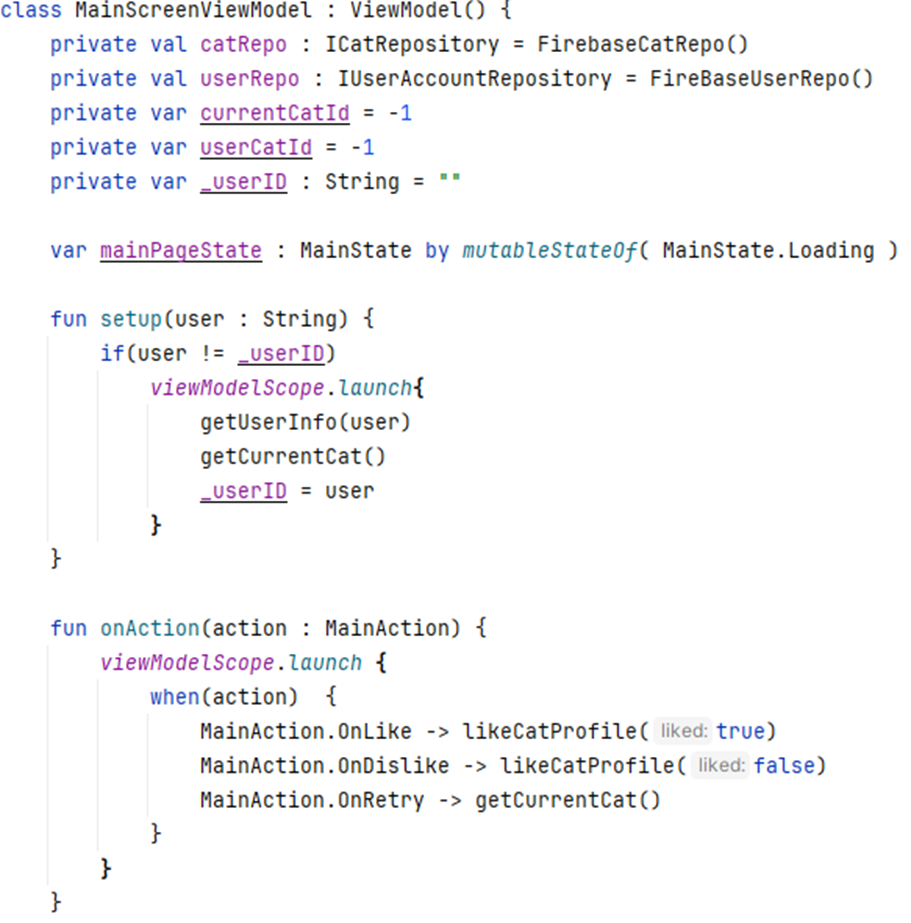 class MainScreenViewModel : ViewModel() {
    private val catRepo : ICatRepository = FirebaseCatRepo()
    private val userRepo : IUserAccountRepository = FireBaseUserRepo()
    private var currentCatId = -1
    private var userCatId = -1
    private var _userID : String = ""

    var mainPageState : MainState by mutableStateOf( MainState.Loading )

    fun setup(user : String) {
        if(user != _userID)
            viewModelScope.launch{
                getUserInfo(user)
                getCurrentCat()
                _userID = user
            }
    }

    fun onAction(action : MainAction) {
        viewModelScope.launch {
            when(action)  {
                MainAction.OnLike -> likeCatProfile( liked: true)
                MainAction.OnDislike -> likeCatProfile( liked: false)
                MainAction.OnRetry -> getCurrentCat()
            }
        }
    }